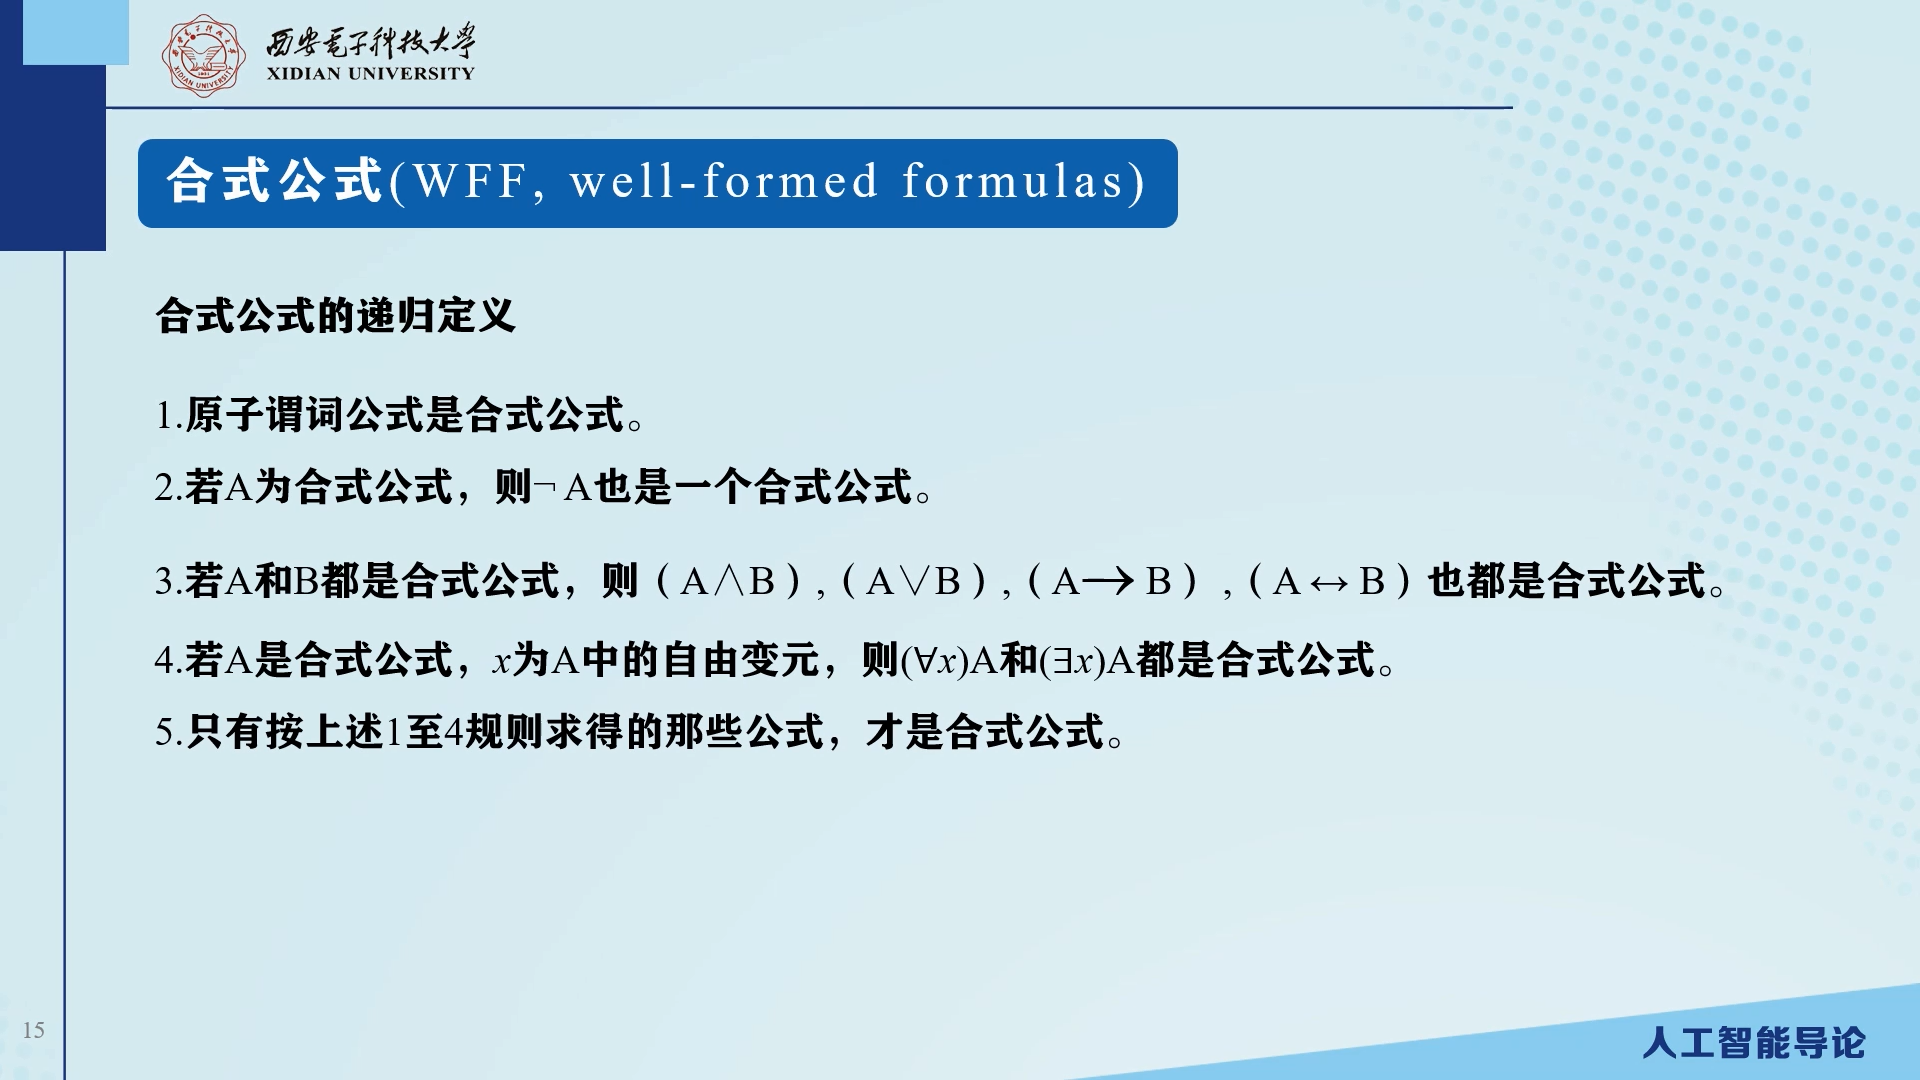 西安电子科技大学
XIDIAN UNIVERSITY
合式公式(WFF, well-formed formulas)
合式公式的递归定义
1.原子谓词公式是合式公式。
2.若A为合式公式，则¬ A也是一个合式公式。
3.若A和B都是合式公式，则（A∧B）,（A∨B）,（A→ B） ,（A ↔ B）也都是合式公式。
4.若A是合式公式，x为A中的自由变元，则(∀x)A和(∃x)A都是合式公式。
5.只有按上述1至4规则求得的那些公式，才是合式公式。
15
人工智能导论